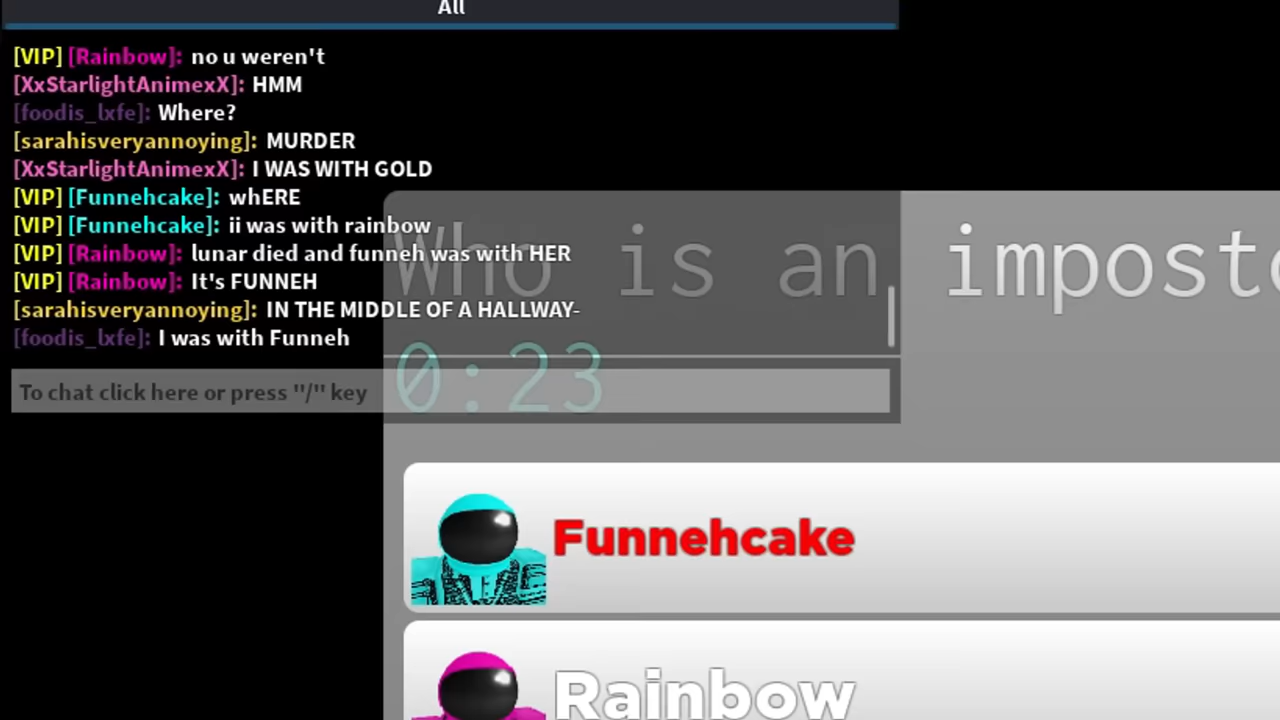 All
[VIP] [Rainbow]: no u weren't
[XxStarlightAnimexX]: HMM
[foodis_lxfe]: Where?
[sarahisveryannoying]: MURDER
[XxStarlightAnimexX]: I WAS WITH GOLD
[VIP] [Funnehcake]: whERE
[VIP] [Funnehcake]: ii was with rainbow
[VIP] [Rainbow]: lunar died and funneh was with HER
[VIP] [Rainbow]: It's FUNNEH
[sarahisveryannoying]: IN THE MIDDLE OF A HALLWAY-
[foodis_lxfe]: I was with Funneh
To chat click here or press "/" key
Who is an imposto
0:23
Funnehcake
Rainbow